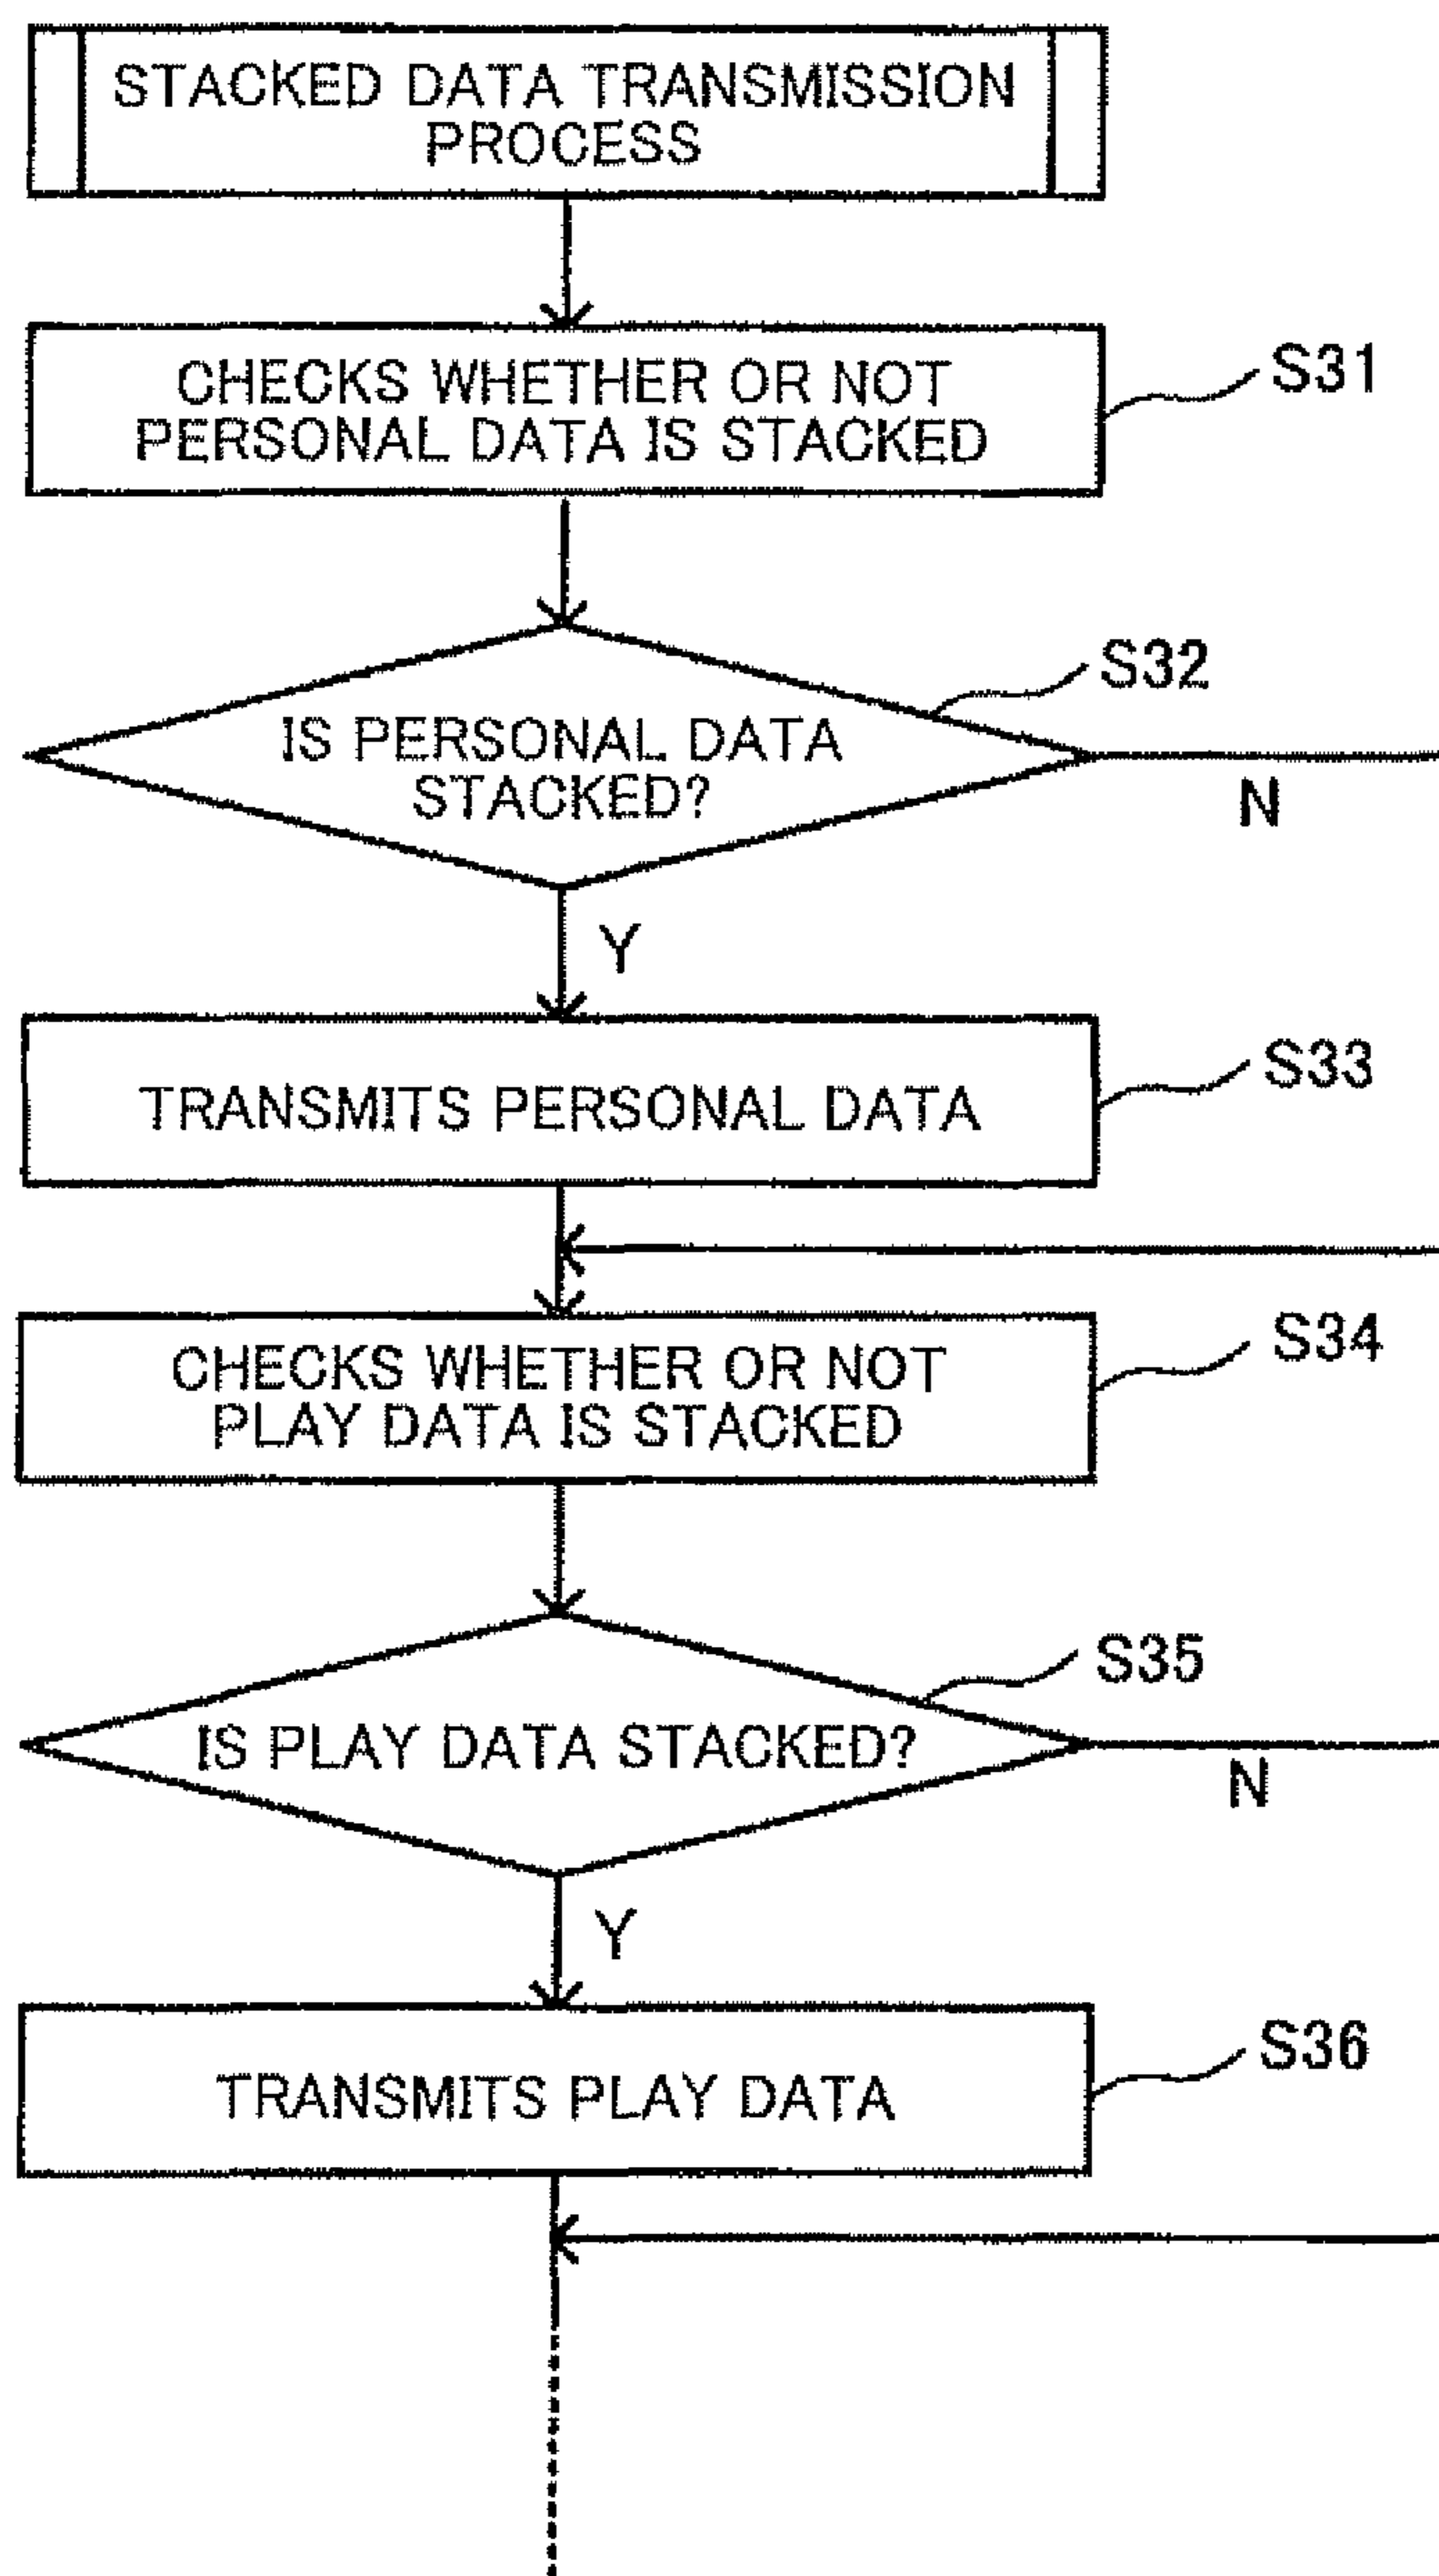 STACKED DATA TRANSMISSION
PROCESS
CHECKS WHETHER OR NOT
PERSONAL DATA IS STACKED
S31
IS PERSONAL DATA
STACKED?
S32
N
Y
TRANSMITS PERSONAL DATA
S33
CHECKS WHETHER OR NOT
PLAY DATA IS STACKED
S34
IS PLAY DATA STACKED?
S35
N
Y
TRANSMITS PLAY DATA
S36